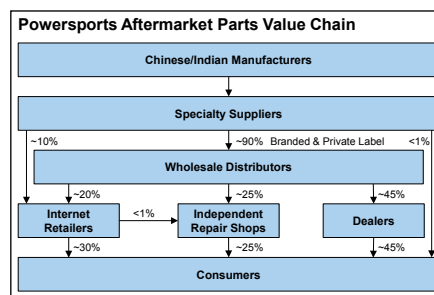 Powersports Aftermarket Parts Value Chain
Chinese/Indian Manufacturers
Specialty Suppliers
~10%
~90% Branded & Private Label
<1%
Wholesale Distributors
~20%
~25%
~45%
Internet
Retailers
<1%
Independent
Repair Shops
Dealers
~30%
~25%
~45%
Consumers